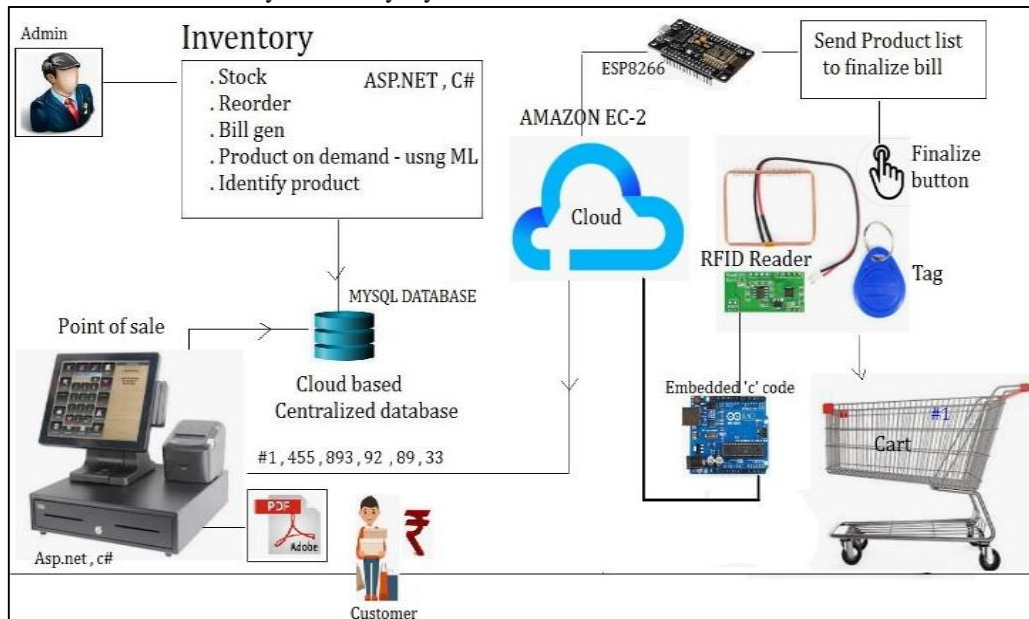 Admin
Inventory
. Stock
ASP.NET , C#
. Reorder
. Bill gen
. Product on demand - usng ML
. Identify product
ESP8266
Send Product list
to finalize bill
AMAZON EC-2
Cloud
Finalize
button
RFID Reader
Tag
MYSQL DATABASE
Point of sale
Cloud based
Centralized database
#1,455,893,92 ,89,33
Embedded 'c' code
#1
Cart
PDF
Adobe
Asp.net , c#
₹
Customer